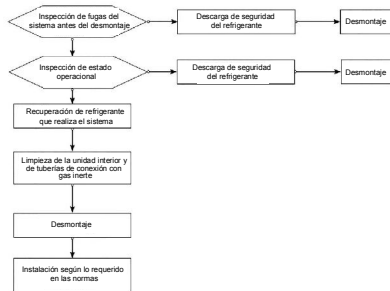 Inspección de fugas del
sistema antes del desmontaje
Descarga de seguridad
del refrigerante
Desmontaje
Inspección de estado
operacional
Descarga de seguridad
del refrigerante
Desmontaje
Recuperación de refrigerante
que realiza el sistema
Limpieza de la unidad interior y
de tuberías de conexión con
gas inerte
Desmontaje
Instalación según lo requerido
en las normas